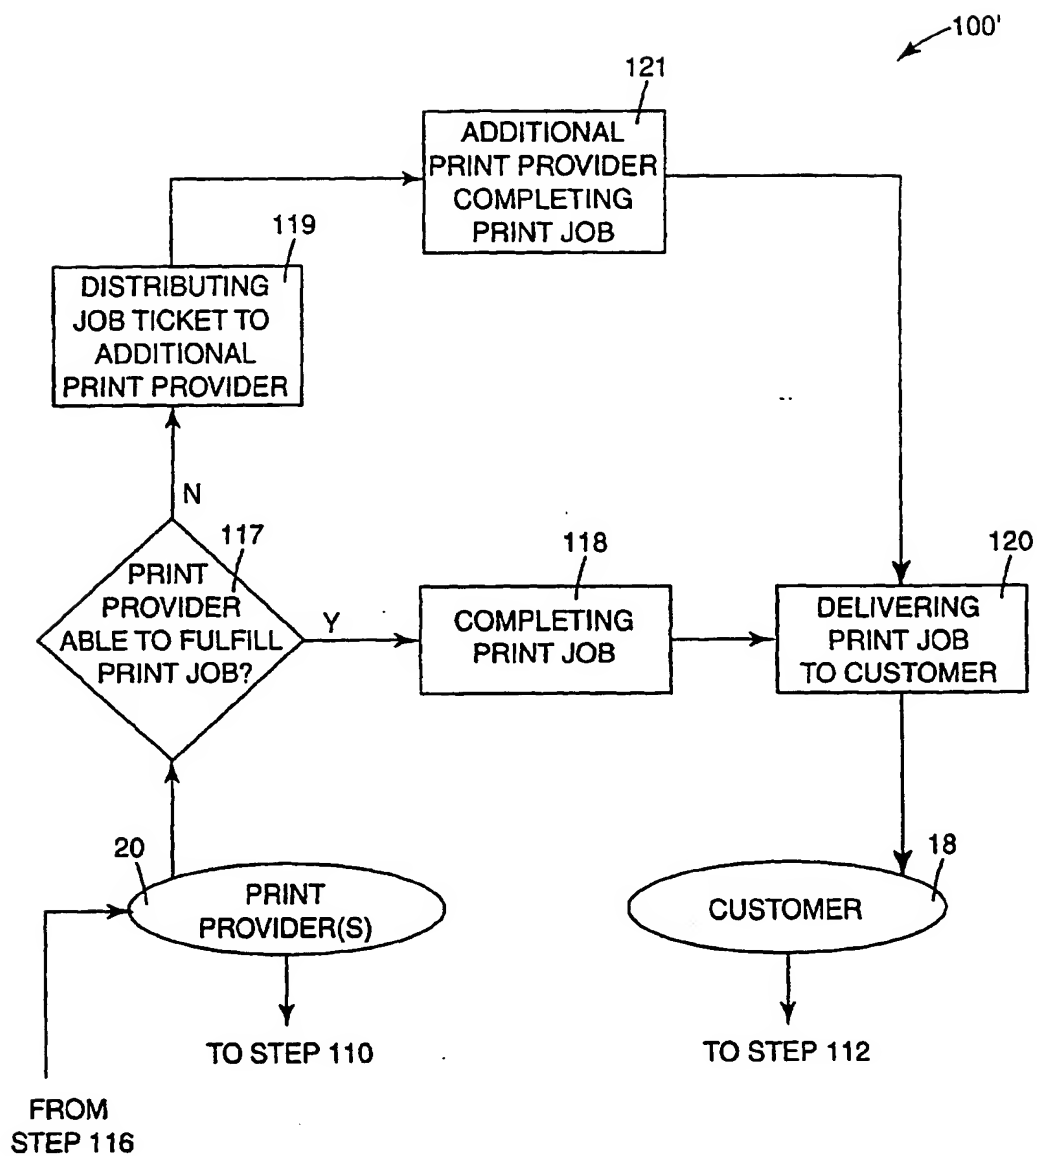 100'
121
ADDITIONAL
PRINT PROVIDER
COMPLETING
PRINT JOB
119
DISTRIBUTING
JOB TICKET TO
ADDITIONAL
PRINT PROVIDER
N
117
PRINT
PROVIDER
ABLE TO FULFILL
PRINT JOB?
Y
118
COMPLETING
PRINT JOB
120
DELIVERING
PRINT JOB
TO CUSTOMER
20
PRINT
PROVIDER(S)
18
CUSTOMER
TO STEP 110
TO STEP 112
FROM
STEP 116